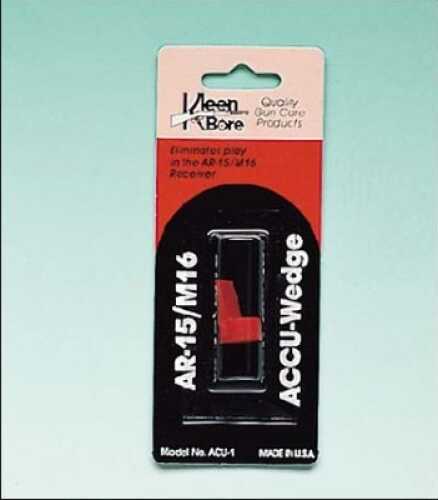 Kleen
Bore
Quality
Gun Care
Products
Eliminates play
in the AR-15/M16
Receiver
AR-15/M16
ACCU-Wedge
Model No. ACU-1
MADE IN U.S.A.